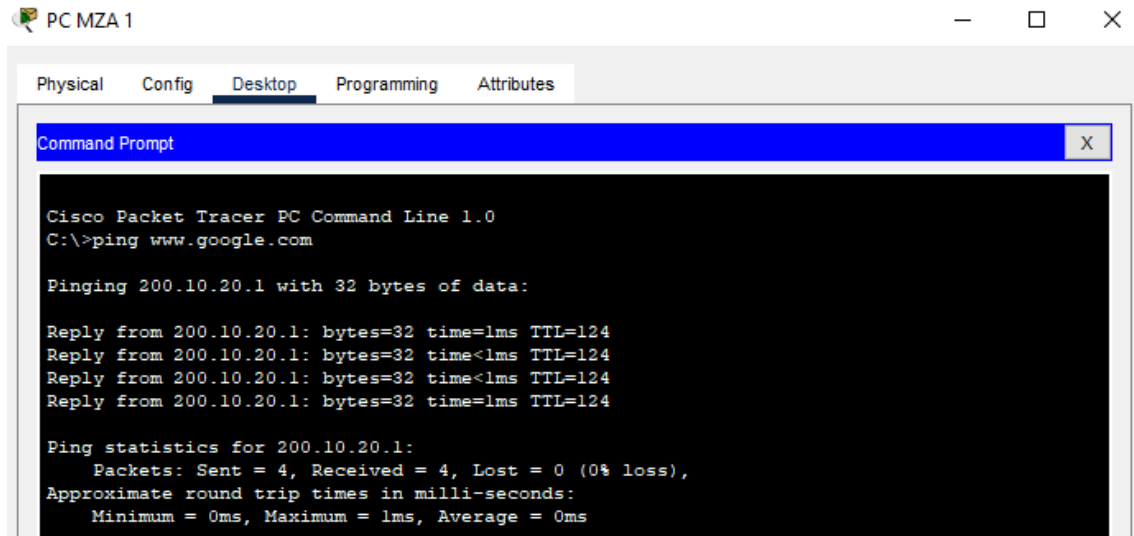 PC MZA 1
Physical Config Desktop Programming Attributes
Command Prompt X
Cisco Packet Tracer PC Command Line 1.0
C:\>ping www.google.com
Pinging 200.10.20.1 with 32 bytes of data:
Reply from 200.10.20.1: bytes=32 time=1ms TTL=124
Reply from 200.10.20.1: bytes=32 time<1ms TTL=124
Reply from 200.10.20.1: bytes=32 time<1ms TTL=124
Reply from 200.10.20.1: bytes=32 time=1ms TTL=124
Ping statistics for 200.10.20.1:
Packets: Sent = 4, Received = 4, Lost = 0 (0% loss),
Approximate round trip times in milli-seconds:
Minimum = 0ms, Maximum = 1ms, Average = 0ms